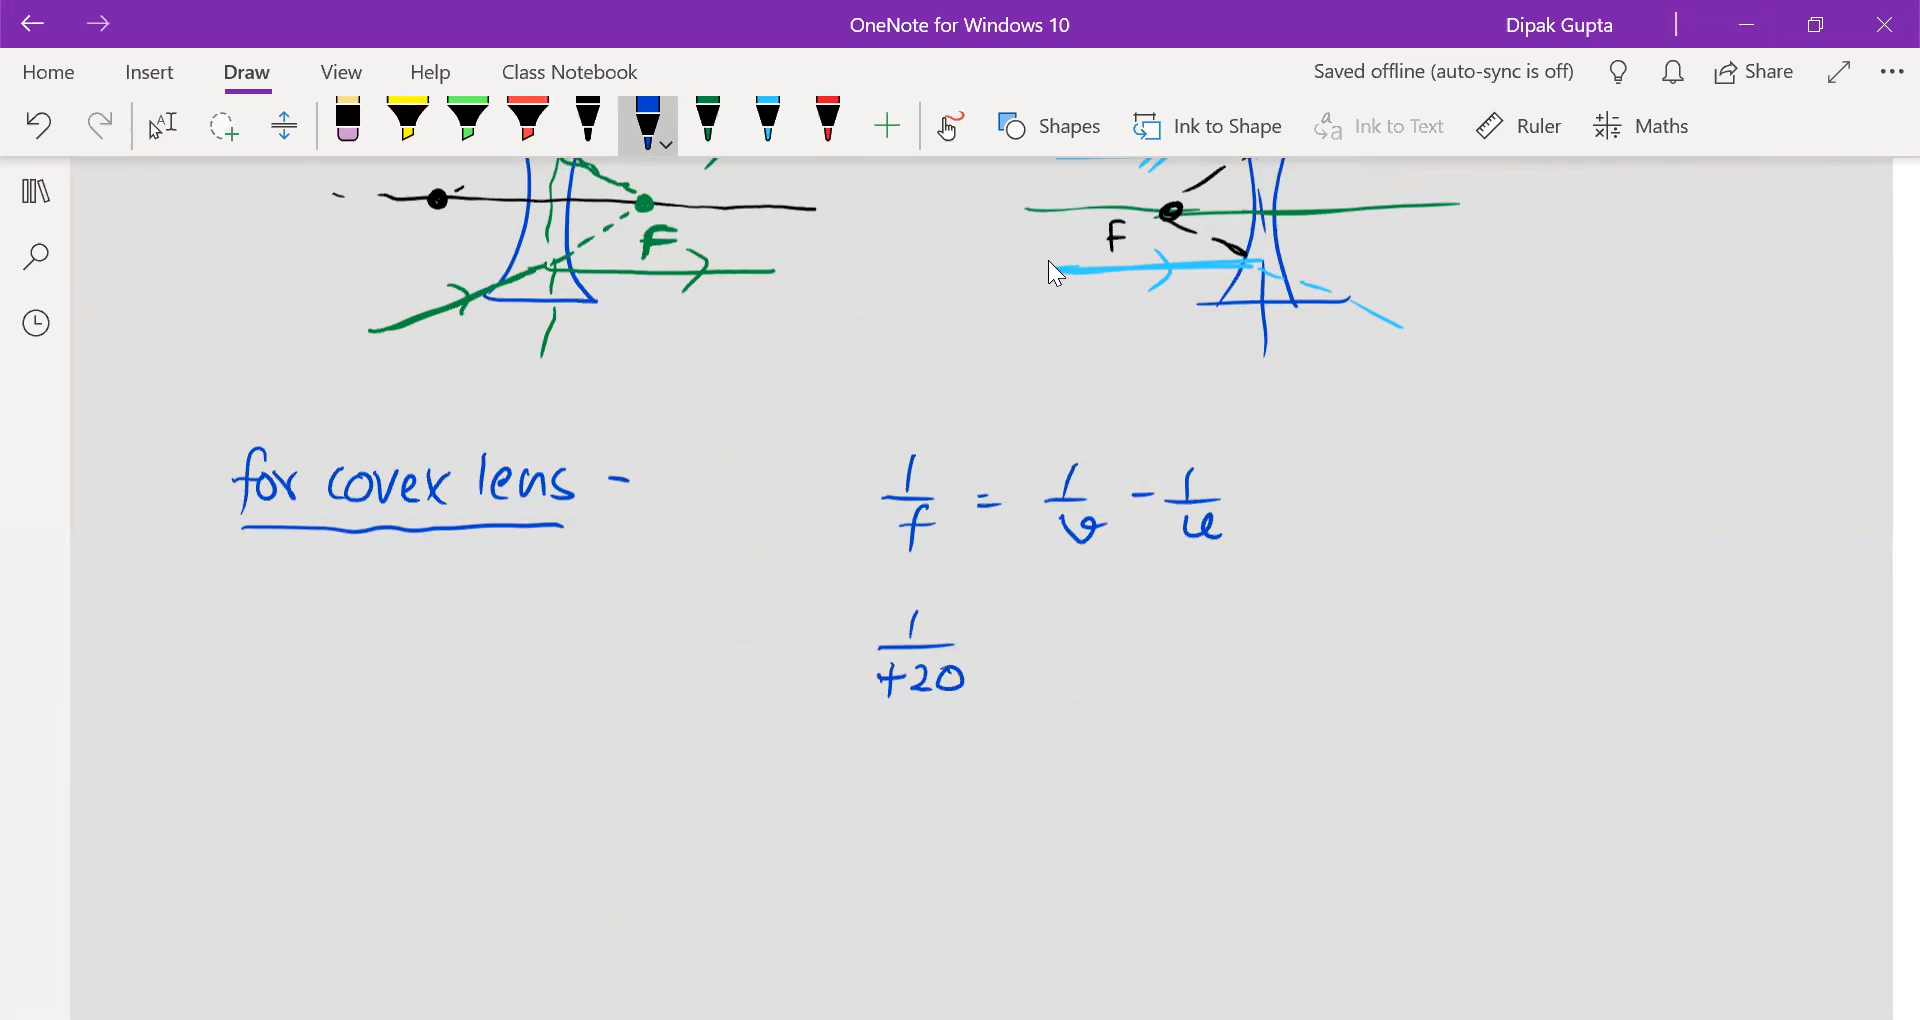 OneNote for Windows 10
Dipak Gupta
Home Insert Draw View Help Class Notebook
Saved offline (auto-sync is off) Share
Shapes Ink to Shape Ink to Text Ruler Maths
F
F
for covex lens - 1/f = 1/v - 1/u
1/+20